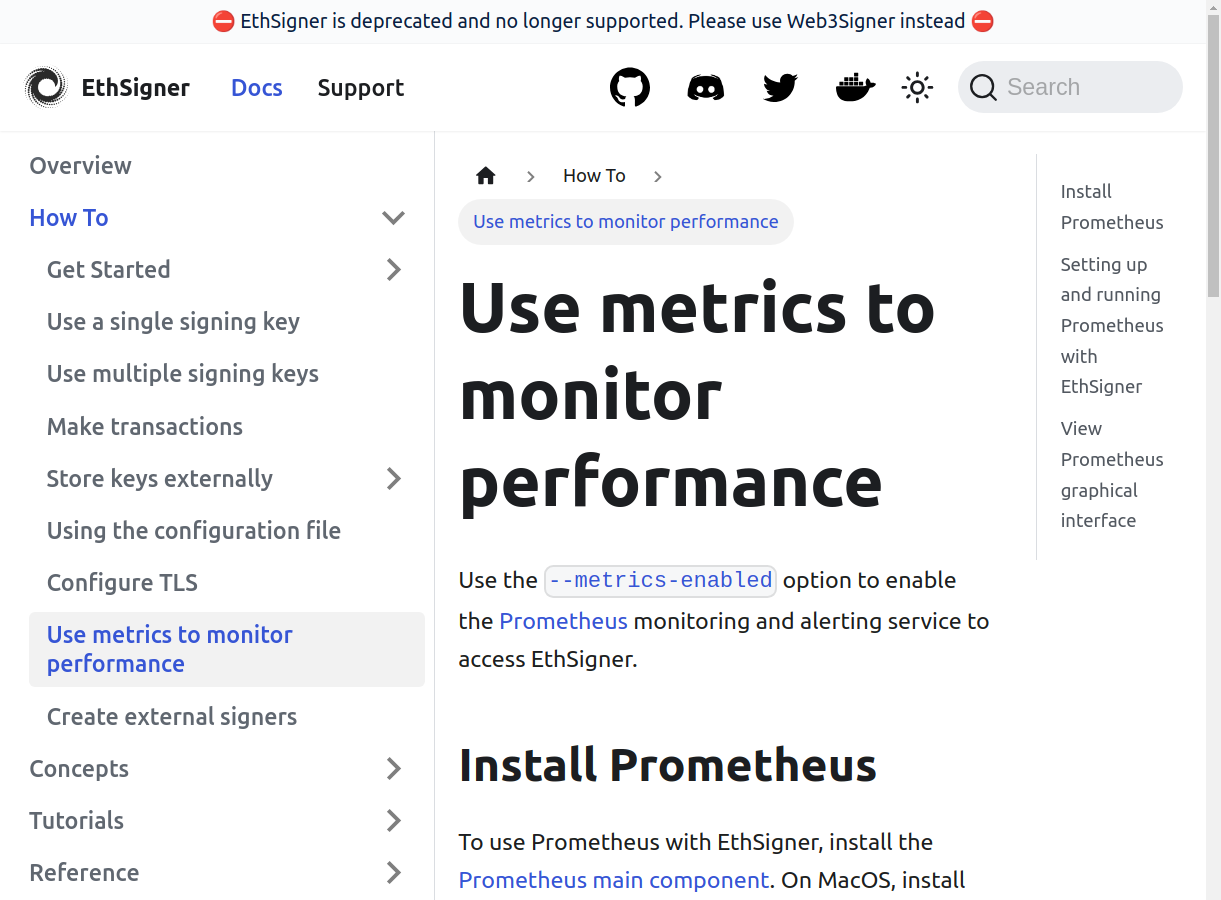 ⛔ EthSigner is deprecated and no longer supported. Please use Web3Signer instead ⛔
EthSigner
Docs
Support
Search
Overview
How To
Get Started
Use a single signing key
Use multiple signing keys
Make transactions
Store keys externally
Using the configuration file
Configure TLS
Use metrics to monitor
performance
Create external signers
Concepts
Tutorials
Reference
How To
Use metrics to monitor performance
Use metrics to
monitor
performance
Use the --metrics-enabled option to enable
the Prometheus monitoring and alerting service to
access EthSigner.
Install Prometheus
To use Prometheus with EthSigner, install the
Prometheus main component. On MacOS, install
Install
Prometheus
Setting up
and running
Prometheus
with
EthSigner
View
Prometheus
graphical
interface